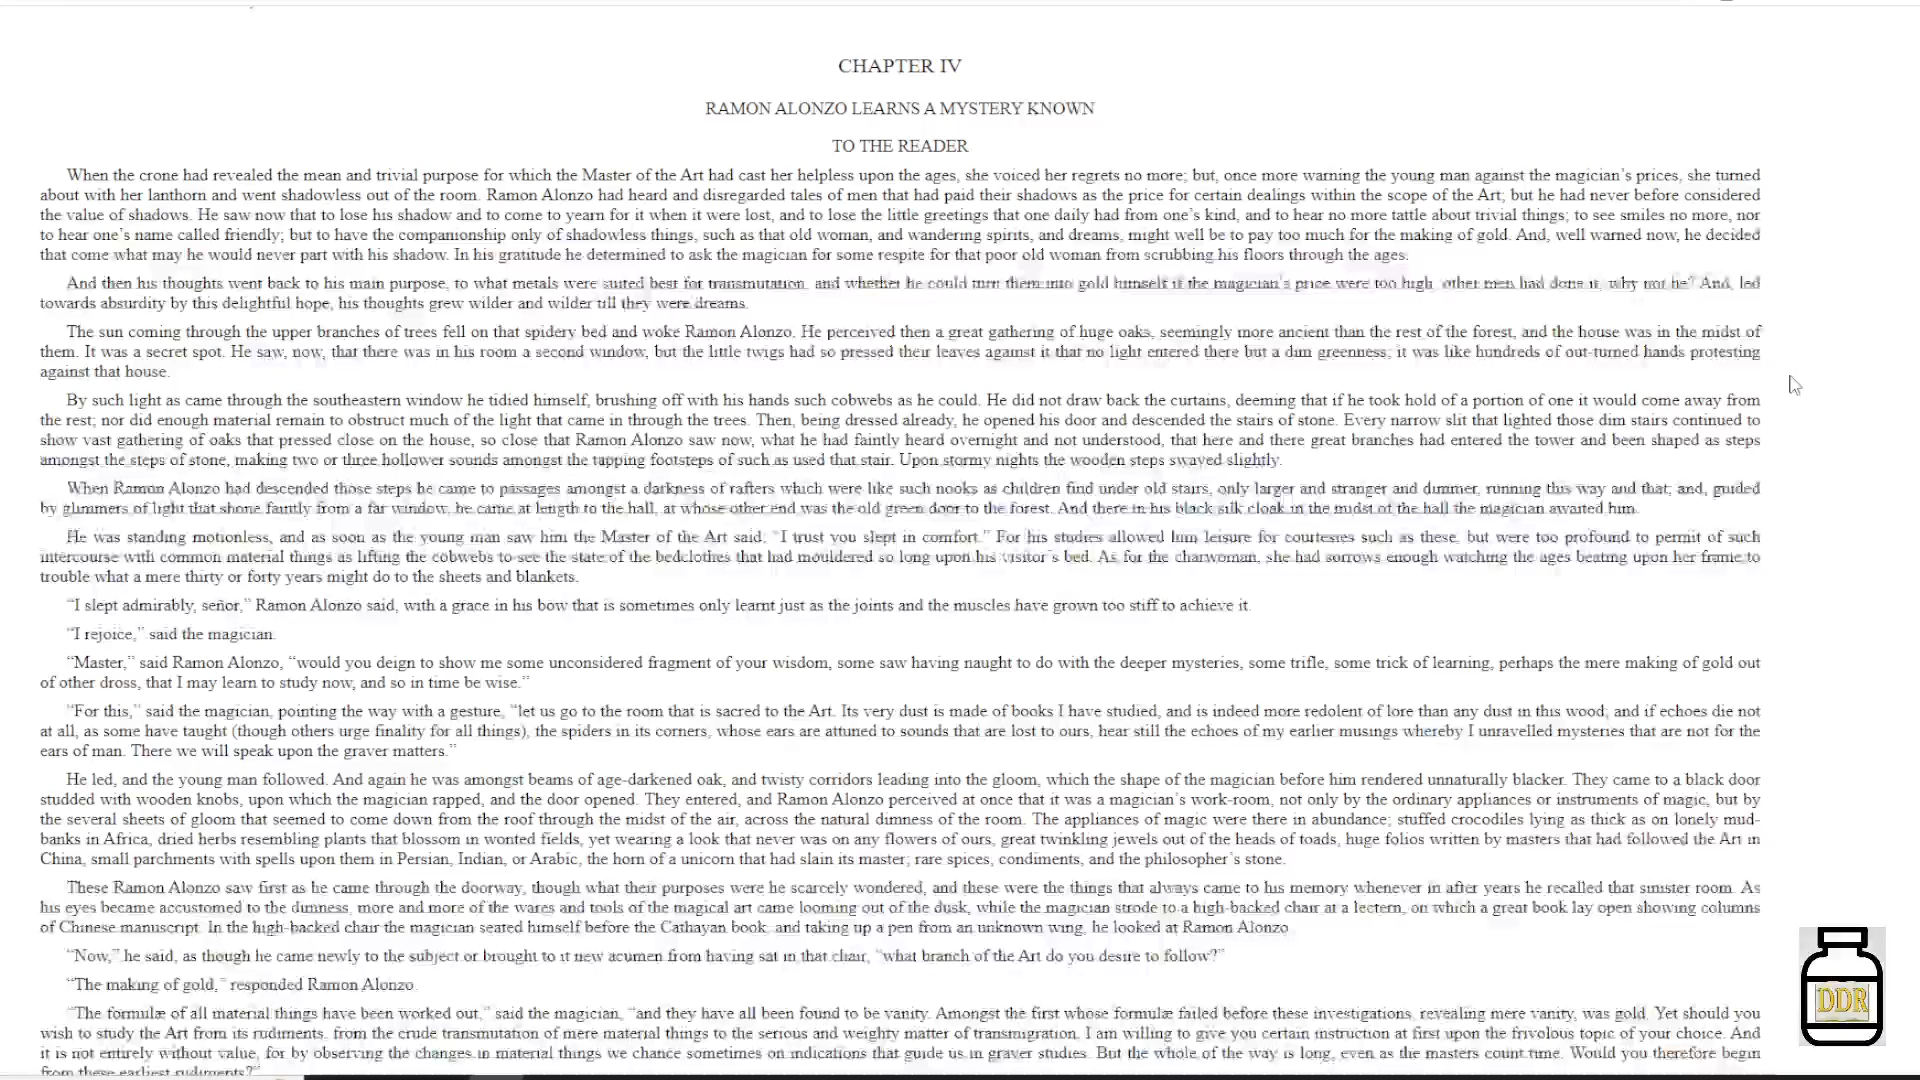 CHAPTER IV
RAMON ALONZO LEARNS A MYSTERY KNOWN
TO THE READER
When the crone had revealed the mean and trivial purpose for which the Master of the Art had cast her helpless upon the ages, she voiced her regrets no more; but, once more warning the young man against the magician's prices, she turned
about with her lanthorn and went shadowless out of the room. Ramon Alonzo had heard and disregarded tales of men that had paid their shadows as the price for certain dealings within the scope of the Art; but he had never before considered
the value of shadows. He saw now that to lose his shadow and to come to yearn for it when it were lost, and to lose the little greetings that one daily had from one's kind, and to hear no more tattle about trivial things; to see smiles no more, nor
to hear one's name called friendly; but to have the companionship only of shadowless things, such as that old woman, and wandering spirits, and dreams, might well be to pay too much for the making of gold. And, well warned now, he decided
that come what may he would never part with his shadow. In his gratitude he determined to ask the magician for some respite for that poor old woman from scrubbing his floors through the ages.
And then his thoughts went back to his main purpose, to what metals were suited best for transmutation, and whether he could turn them into gold himself if the magician's price were too high, other men had done it, why not he? And, led
towards absurdity by this delightful hope, his thoughts grew wilder and wilder till they were dreams.
The sun coming through the upper branches of trees fell on that spidery bed and woke Ramon Alonzo. He perceived then a great gathering of huge oaks, seemingly more ancient than the rest of the forest, and the house was in the midst of
them. It was a secret spot. He saw, now, that there was in his room a second window, but the little twigs had so pressed their leaves against it that no light entered there but a dim greenness; it was like hundreds of out-turned hands protesting
against that house.
By such light as came through the southeastern window he tidied himself, brushing off with his hands such cobwebs as he could. He did not draw back the curtains, deeming that if he took hold of a portion of one it would come away from
the rest; nor did enough material remain to obstruct much of the light that came in through the trees. Then, being dressed already, he opened his door and descended the stairs of stone. Every narrow slit that lighted those dim stairs continued to
show vast gathering of oaks that pressed close on the house, so close that Ramon Alonzo saw now, what he had faintly heard overnight and not understood, that here and there great branches had entered the tower and been shaped as steps
amongst the steps of stone, making two or three hollower sounds amongst the tapping footsteps of such as used that stair. Upon stormy nights the wooden steps swayed slightly.
When Ramon Alonzo had descended those steps he came to passages amongst a darkness of rafters which were like such nooks as children find under old stairs, only larger and stranger and dimmer, running this way and that; and, guided
by glimmers of light that shone faintly from a far window, he came at length to the hall, at whose other end was the old green door to the forest. And there in his black silk cloak in the midst of the hall the magician awaited him.
He was standing motionless, and as soon as the young man saw him the Master of the Art said: "I trust you slept in comfort." For his studies allowed him leisure for courtesies such as these, but were too profound to permit of such
intercourse with common material things as lifting the cobwebs to see the state of the bedclothes that had mouldered so long upon his visitor's bed. As for the charwoman, she had sorrows enough watching the ages beating upon her frame to
trouble what a mere thirty or forty years might do to the sheets and blankets.
"I slept admirably, señor," Ramon Alonzo said, with a grace in his bow that is sometimes only learnt just as the joints and the muscles have grown too stiff to achieve it.
"I rejoice," said the magician.
"Master," said Ramon Alonzo, "would you deign to show me some unconsidered fragment of your wisdom, some saw having naught to do with the deeper mysteries, some trifle, some trick of learning, perhaps the mere making of gold out
of other dross, that I may learn to study now, and so in time be wise."
"For this," said the magician, pointing the way with a gesture, "let us go to the room that is sacred to the Art. Its very dust is made of books I have studied, and is indeed more redolent of lore than any dust in this wood; and if echoes die not
at all, as some have taught (though others urge finality for all things), the spiders in its corners, whose ears are attuned to sounds that are lost to ours, hear still the echoes of my earlier musings whereby I unravelled mysteries that are not for the
ears of man. There we will speak upon the graver matters."
He led, and the young man followed. And again he was amongst beams of age-darkened oak, and twisty corridors leading into the gloom, which the shape of the magician before him rendered unnaturally blacker. They came to a black door
studded with wooden knobs, upon which the magician rapped, and the door opened. They entered, and Ramon Alonzo perceived at once that it was a magician's work-room, not only by the ordinary appliances or instruments of magic, but by
the several sheets of gloom that seemed to come down from the roof through the midst of the air, across the natural dimness of the room. The appliances of magic were there in abundance; stuffed crocodiles lying as thick as on lonely mud-
banks in Africa, dried herbs resembling plants that blossom in wonted fields, yet wearing a look that never was on any flowers of ours, great twinkling jewels out of the heads of toads, huge folios written by masters that had followed the Art in
China, small parchments with spells upon them in Persian, Indian, or Arabic, the horn of a unicorn that had slain its master; rare spices, condiments, and the philosopher's stone.
These Ramon Alonzo saw first as he came through the doorway, though what their purposes were he scarcely wondered, and these were the things that always came to his memory whenever in after years he recalled that sinister room. As
his eyes became accustomed to the dimness, more and more of the wares and tools of the magical art came looming out of the dusk, while the magician strode to a high-backed chair at a lectern, on which a great book lay open showing columns
of Chinese manuscript. In the high-backed chair the magician seated himself before the Cathayan book, and taking up a pen from an unknown wing, he looked at Ramon Alonzo
"Now," he said, as though he came newly to the subject or brought to it new acumen from having sat in that chair, "what branch of the Art do you desire to follow?"
"The making of gold," responded Ramon Alonzo.
"The formulæ of all material things have been worked out," said the magician, "and they have all been found to be vanity. Amongst the first whose formulæ failed before these investigations, revealing mere vanity, was gold. Yet should you
wish to study the Art from its rudiments, from the crude transmutation of mere material things to the serious and weighty matter of transmigration, I am willing to give you certain instruction at first upon the frivolous topic of your choice. And
it is not entirely without value, for by observing the changes in material things we chance sometimes on indications that guide us in graver studies. But the whole of the way is long, even as the masters count time. Would you therefore begin
from these earliest rudiments?"
DDR